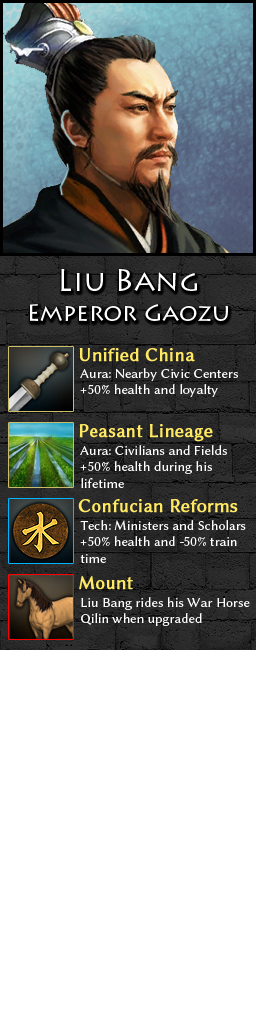 Liu Bang
Emperor Gaozu
Unified China
Aura: Nearby Civic Centers
+50% health and loyalty
Peasant Lineage
Aura: Civilians and Fields
+50% health during his
lifetime
Confucian Reforms
Tech: Ministers and Scholars
+50% health and -50% train
time
水
Mount
Liu Bang rides his War Horse
Qilin when upgraded